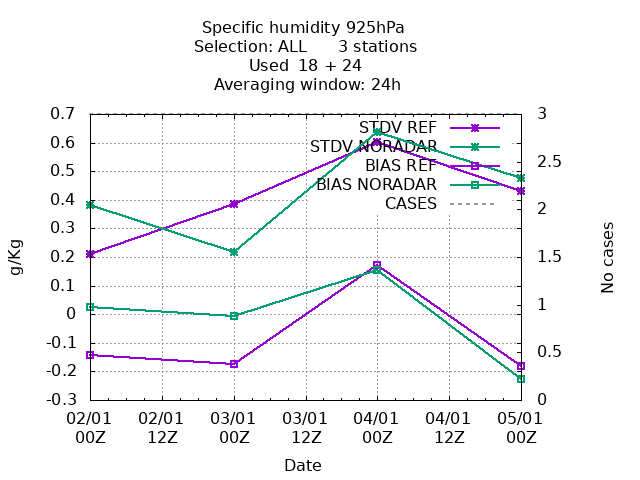 Specific humidity 925hPa
Selection: ALL      3 stations
Used  18 + 24
Averaging window: 24h
0.7
0.6
0.5
0.4
0.3
0.2
0.1
0
-0.1
-0.2
-0.3
g/Kg
3
2.5
2
1.5
1
0.5
0
No cases
STDV REF
STDV NORADAR
BIAS REF
BIAS NORADAR
CASES
02/01 02/01 03/01 03/01 04/01 04/01 05/01
00Z 12Z 00Z 12Z 00Z 12Z 00Z
Date